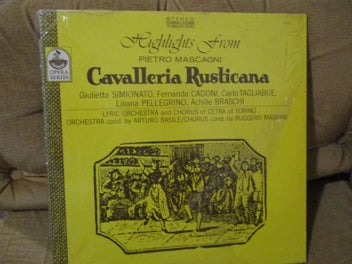 STEREO
Highlights From
PIETRO MASCAGNI
Cavalleria Rusticana
Giulietta SIMIONATO, Fernanda CADONI, Carlo TAGLIABUE,
Liliana PELLEGRINO, Achille BRASCHI
LYRIC ORCHESTRA and CHORUS of CETRA of TORINO
ORCHESTRA cond. by ARTURO BASILE/CHORUS cond. by RUGGERO MAGHINI
OPERA
SERIES